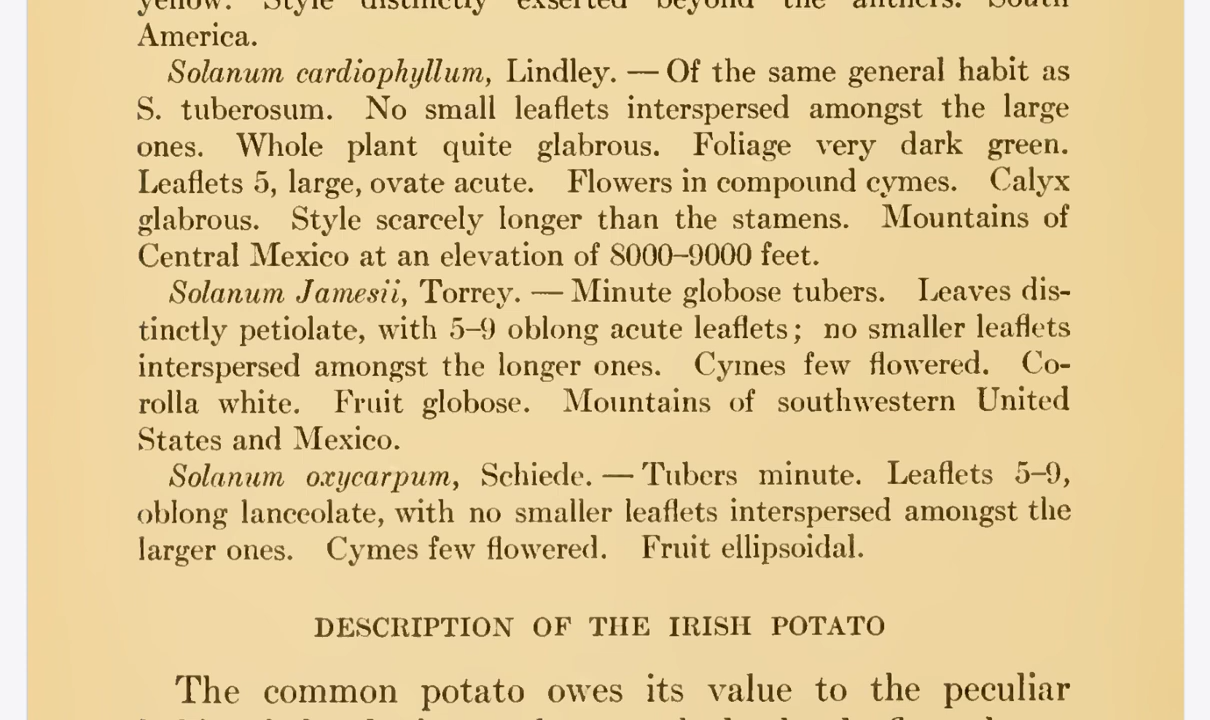 yellow. Style distinctly exserted beyond the anthers. South
America.
Solanum cardiophyllum, Lindley. — Of the same general habit as
S. tuberosum. No small leaflets interspersed amongst the large
ones. Whole plant quite glabrous. Foliage very dark green.
Leaflets 5, large, ovate acute. Flowers in compound cymes. Calyx
glabrous. Style scarcely longer than the stamens. Mountains of
Central Mexico at an elevation of 8000–9000 feet.
Solanum Jamesii, Torrey. — Minute globose tubers. Leaves dis-
tinctly petiolate, with 5–9 oblong acute leaflets; no smaller leaflets
interspersed amongst the longer ones. Cymes few flowered. Co-
rolla white. Fruit globose. Mountains of southwestern United
States and Mexico.
Solanum oxycarpum, Schiede. — Tubers minute. Leaflets 5–9,
oblong lanceolate, with no smaller leaflets interspersed amongst the
larger ones. Cymes few flowered. Fruit ellipsoidal.
DESCRIPTION OF THE IRISH POTATO
The common potato owes its value to the peculiar